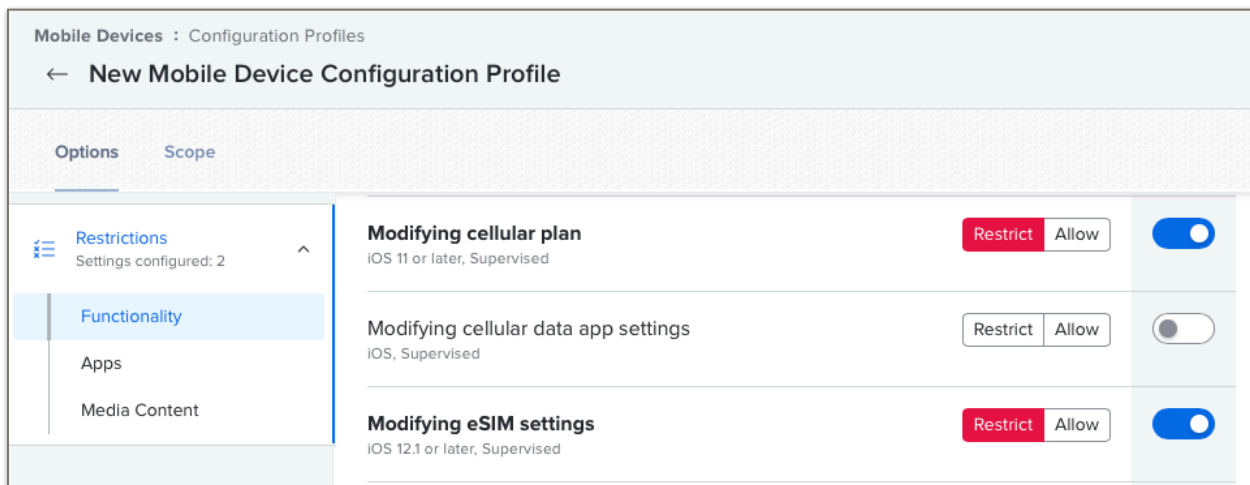 Mobile Devices : Configuration Profiles
← New Mobile Device Configuration Profile
Options Scope
Restrictions
Settings configured: 2
Functionality
Apps
Media Content
Modifying cellular plan Restrict Allow
iOS 11 or later, Supervised
Modifying cellular data app settings Restrict Allow
iOS, Supervised
Modifying eSIM settings Restrict Allow
iOS 12.1 or later, Supervised